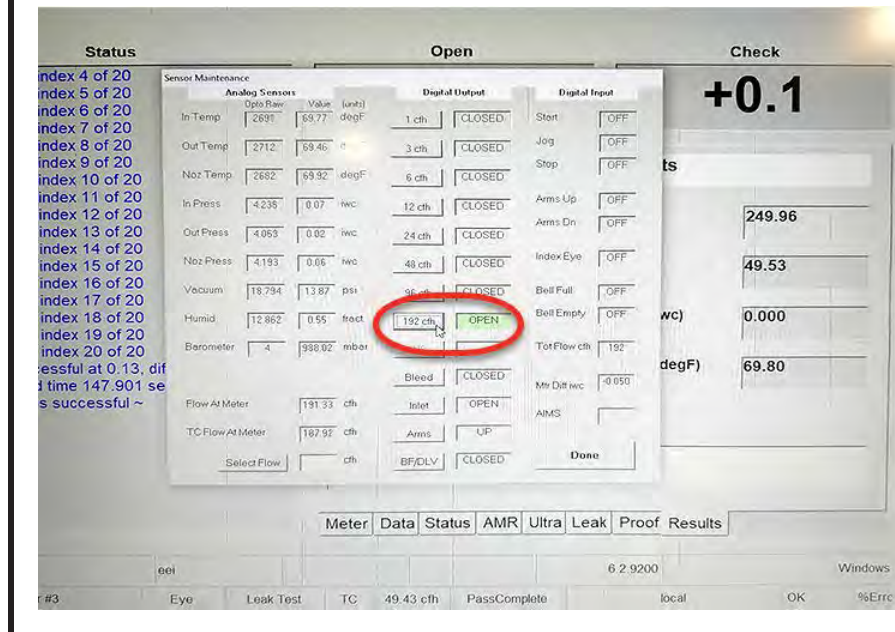 Status
Open
Check
index 4 of 20
index 5 of 20
index 6 of 20
index 7 of 20
index 8 of 20
index 9 of 20
index 10 of 20
index 11 of 20
index 12 of 20
index 13 of 20
index 14 of 20
index 15 of 20
index 16 of 20
index 17 of 20
index 18 of 20
index 19 of 20
index 20 of 20
essful at 0.13, dif
d time 147.901 se
s successful ~
Sensor Maintenance
Analog Sensors
Opto Raw Value (units)
In Temp 2691 69.77 degF
Out Temp 2712 69.46
Noz Temp 2682 69.92 degF
In Press 4.236 0.07 iwc
Out Press 4.053 0.02 iwc
Noz Press 4.193 0.06 iwc
Vacuum 18.794 13.87 psi
Humid 12.862 0.55 fract
Barometer 4 988.02 mbar
Flow At Meter 191.33 cfh
TC Flow At Meter 187.92 cfh
Select Flow cfh
Digital Output
1 cfh CLOSED
3 cfh CLOSED
6 cfh CLOSED
12 cfh CLOSED
24 cfh CLOSED
48 cfh CLOSED
96 cfh CLOSED
192 cfh OPEN
Bleed CLOSED
Inlet OPEN
Arms UP
BF/DLV CLOSED
Digital Input
Start OFF
Jog OFF
Stop OFF
Arms Up OFF
Arms Dn OFF
Index Eye OFF
Bell Full OFF
Bell Empty OFF
Tot Flow cfh 192
Mtr Diff iwc -0.050
AIMS
Done
+0.1
ts
249.96
49.53
wc) 0.000
degF) 69.80
Meter Data Status AMR Ultra Leak Proof Results
eei 6.2.9200 Windows
r #3 Eye Leak Test TC 49.43 cfh PassComplete local OK %Erro